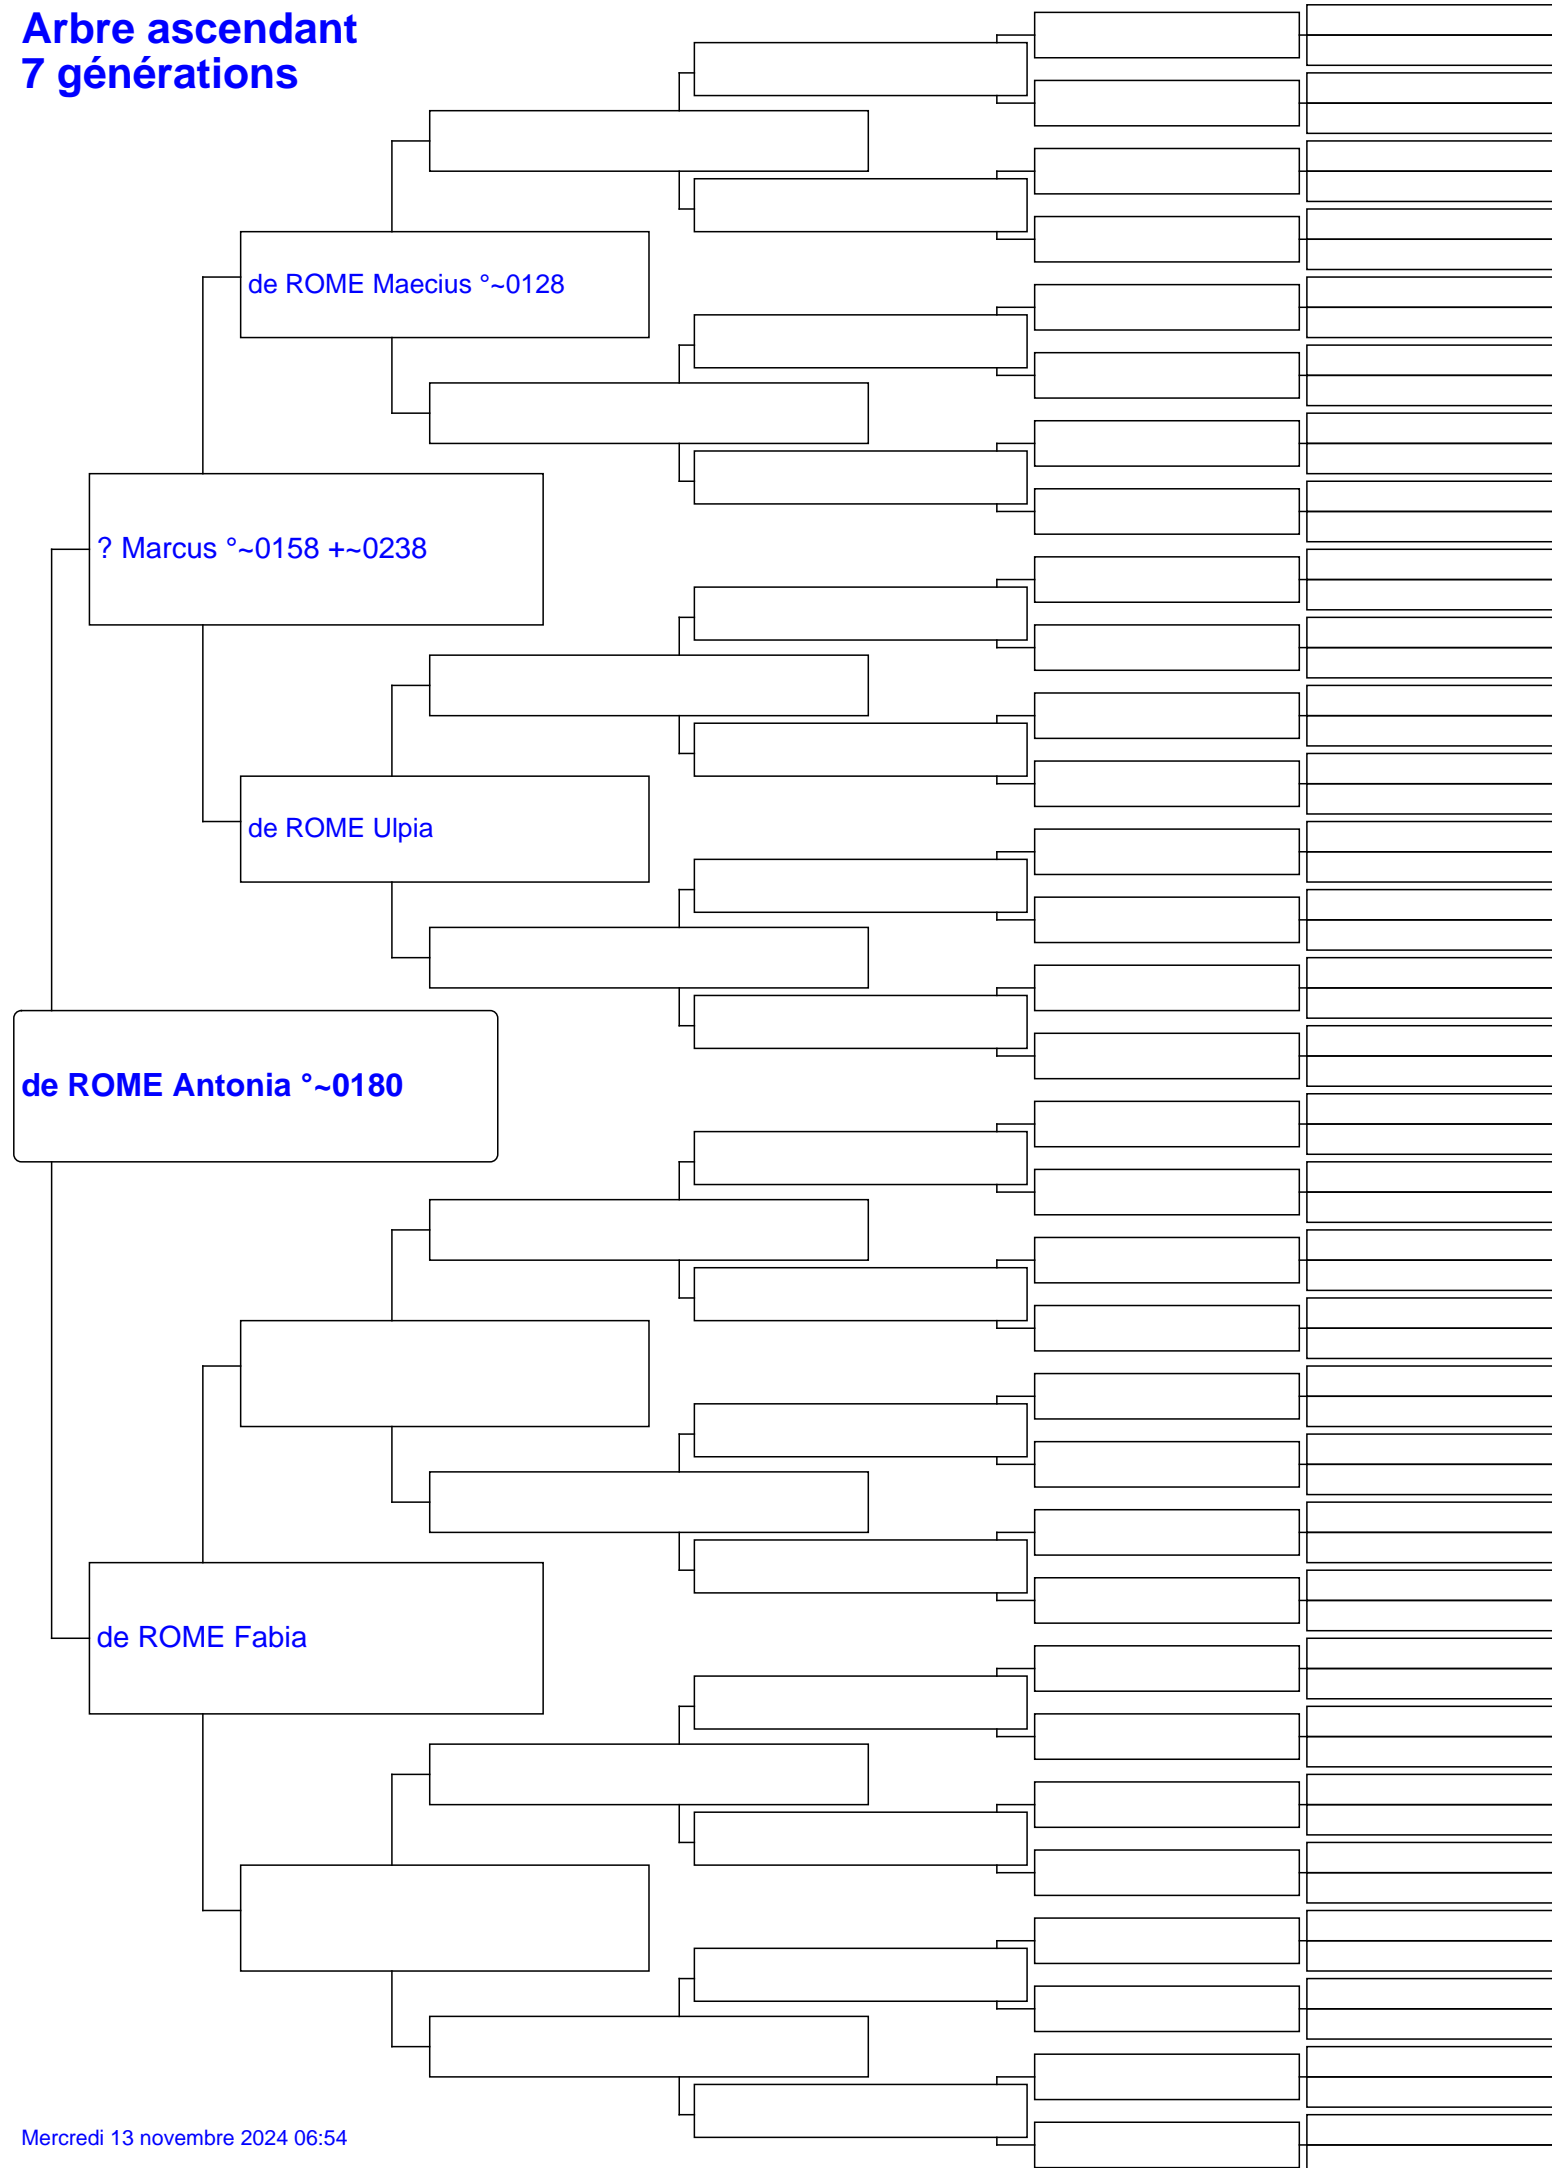 Arbre ascendant
7 générations
de ROME Maecius °~0128
? Marcus °~0158 +~0238
de ROME Ulpia
de ROME Antonia °~0180
de ROME Fabia
Mercredi 13 novembre 2024 06:54